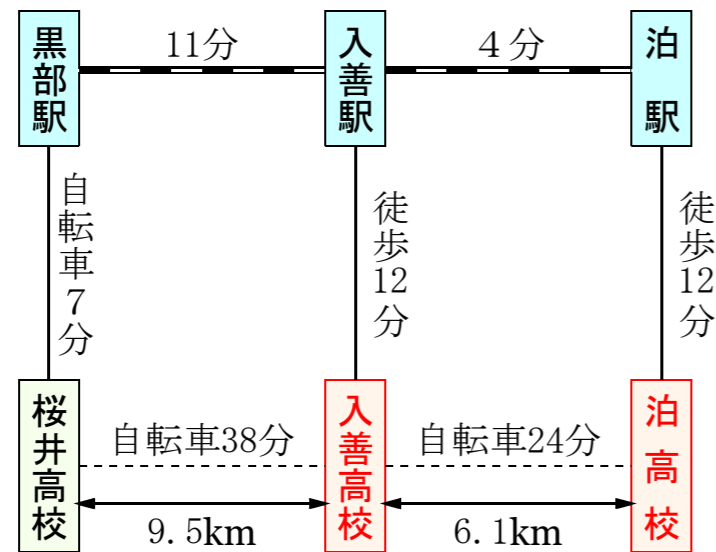 黒部駅
11分
入善駅
4分
泊駅
自転車7分
徒歩12分
徒歩12分
桜井高校
自転車38分
入善高校
自転車24分
泊高校
9.5km
6.1km